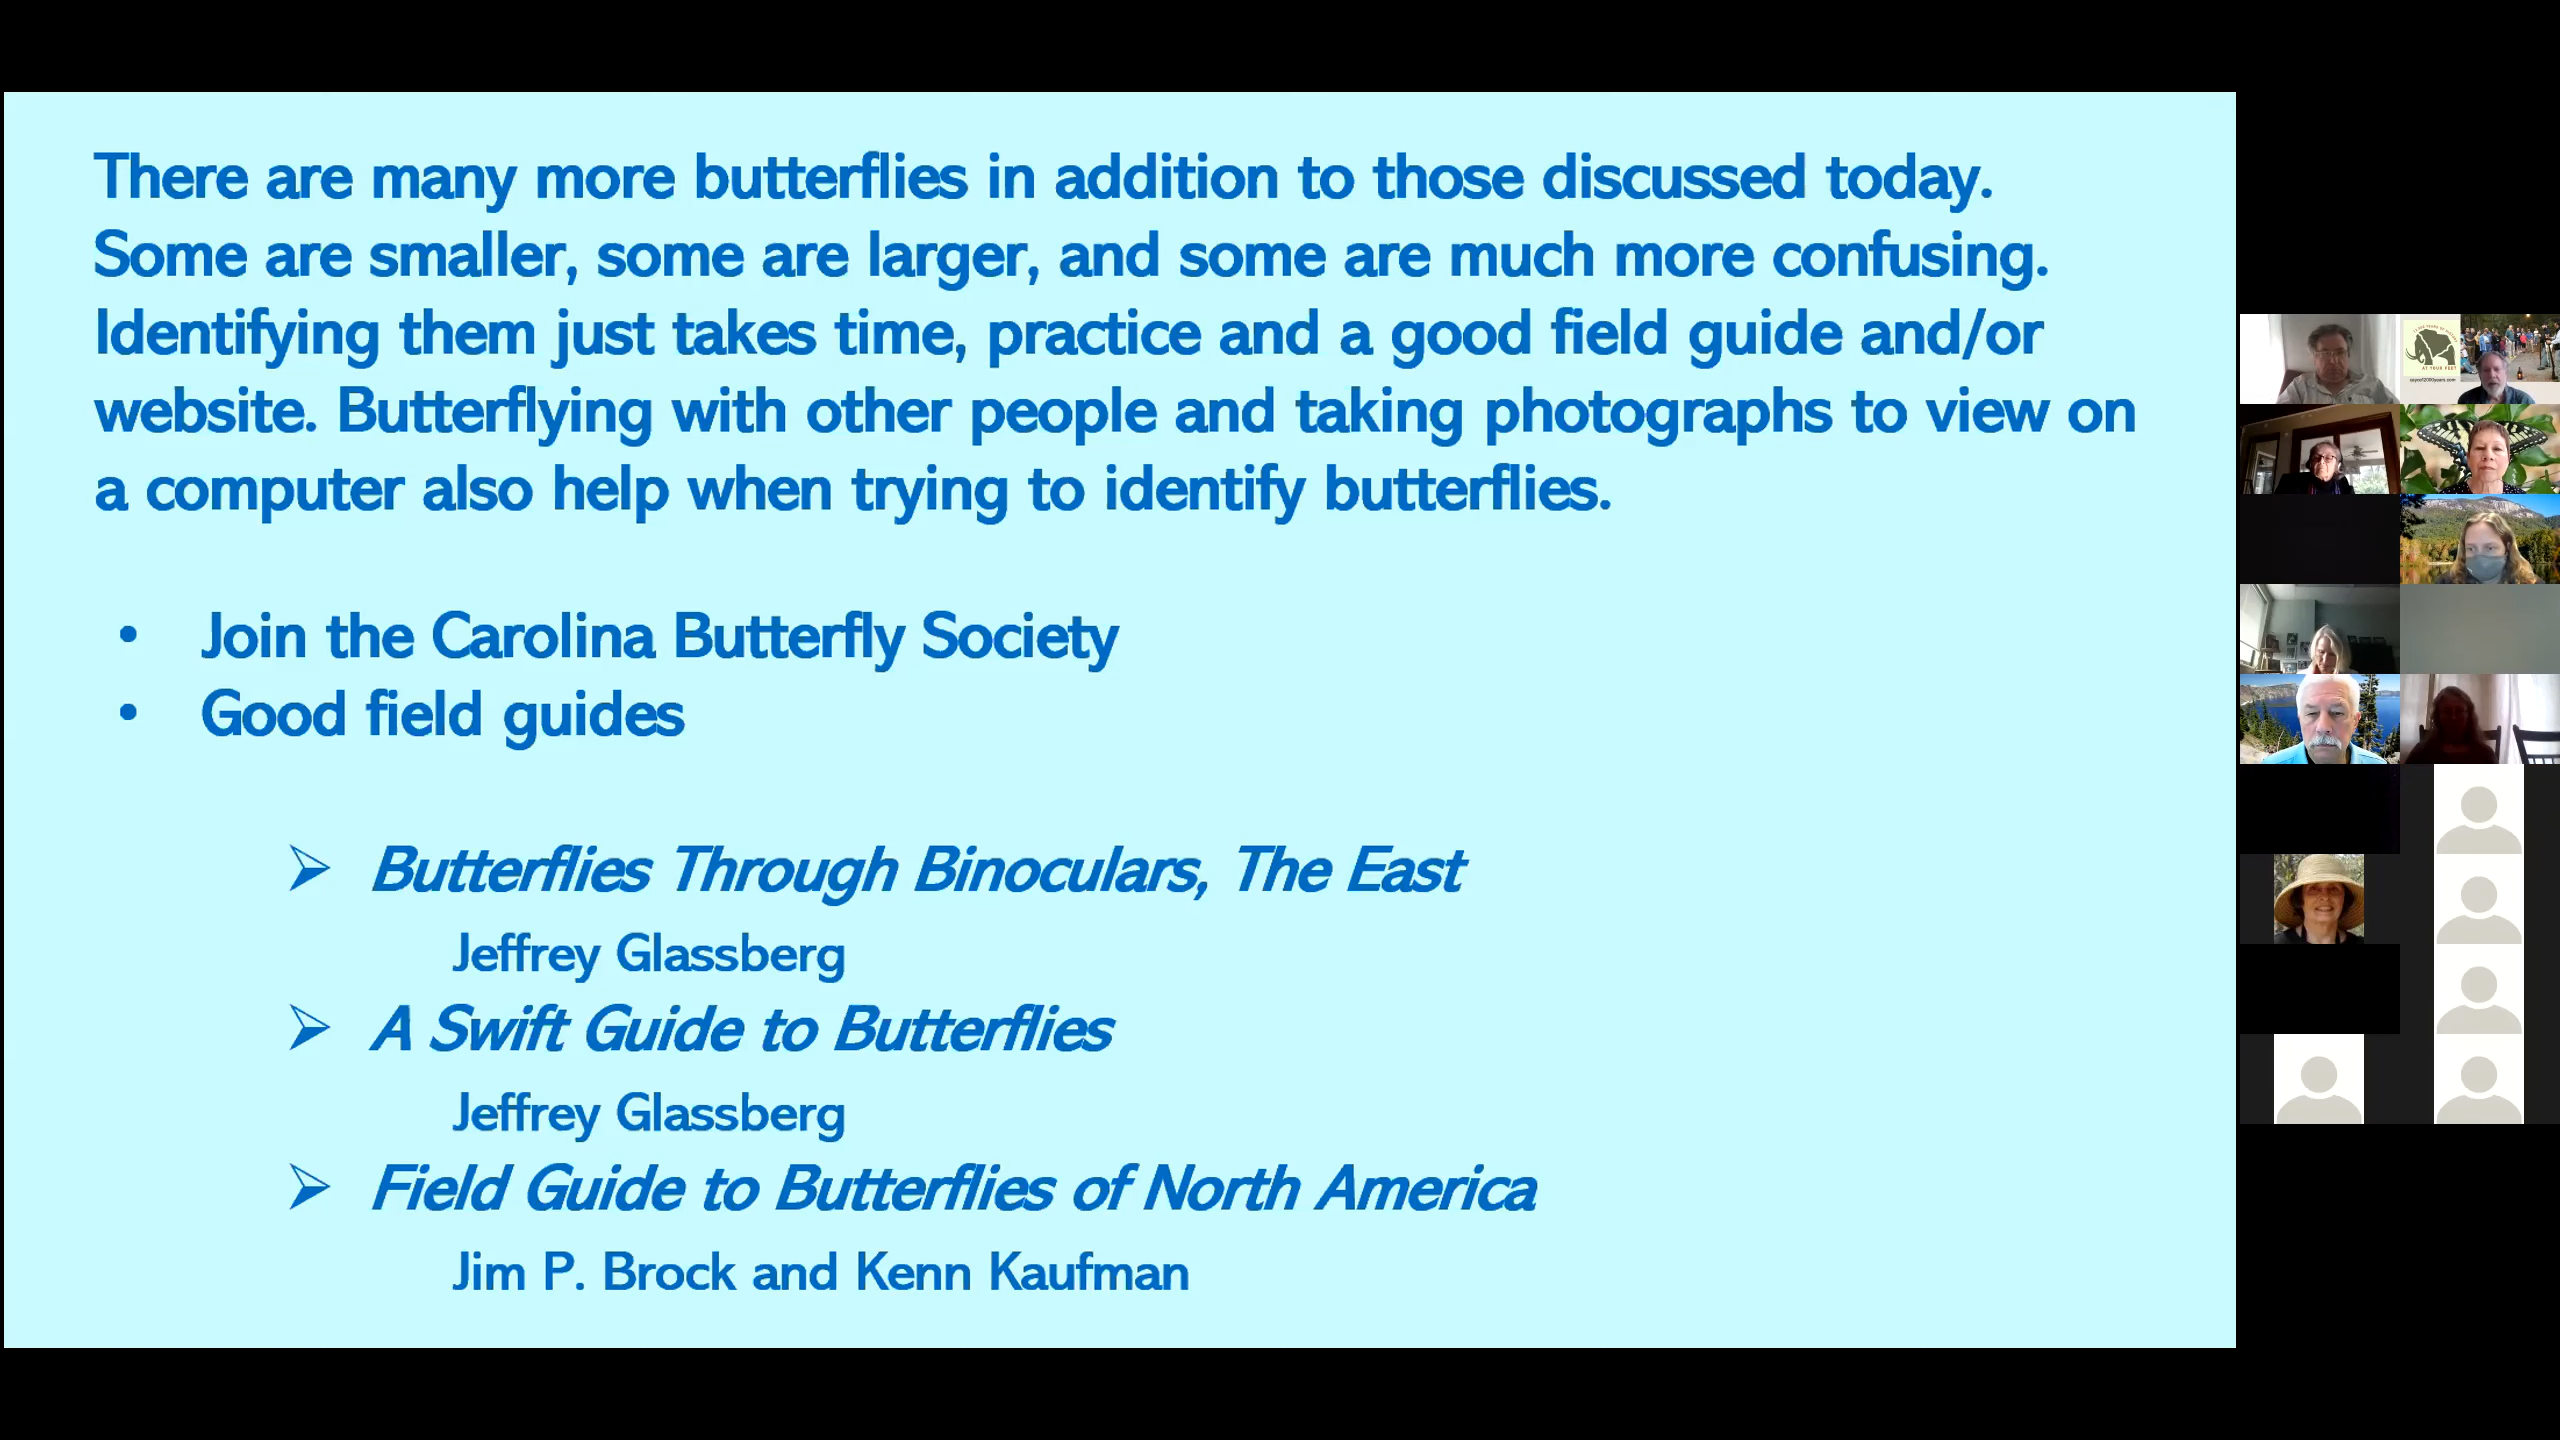 There are many more butterflies in addition to those discussed today.
Some are smaller, some are larger, and some are much more confusing.
Identifying them just takes time, practice and a good field guide and/or
website. Butterflying with other people and taking photographs to view on
a computer also help when trying to identify butterflies.
• Join the Carolina Butterfly Society
• Good field guides
➢ Butterflies Through Binoculars, The East
Jeffrey Glassberg
➢ A Swift Guide to Butterflies
Jeffrey Glassberg
➢ Field Guide to Butterflies of North America
Jim P. Brock and Kenn Kaufman
AT YOUR FEET